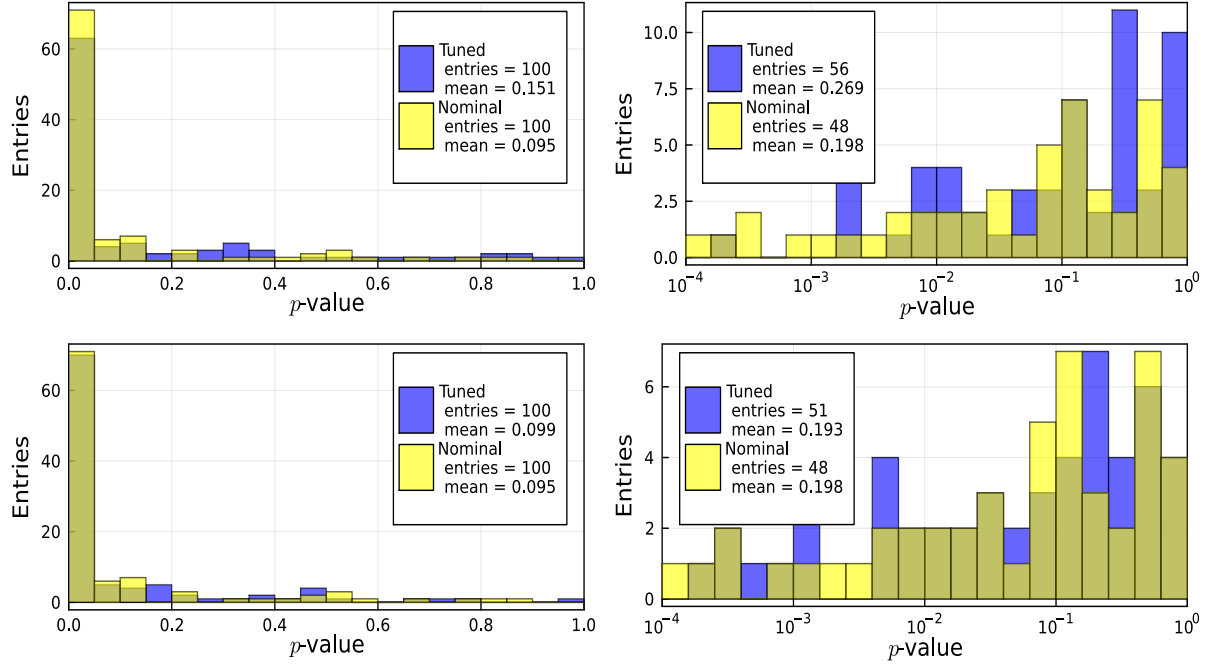 Entries
60
40
20
0
Tuned
entries = 100
mean = 0.151
Nominal
entries = 100
mean = 0.095
0.0 0.2 0.4 0.6 0.8 1.0
p-value
Entries
10.0
7.5
5.0
2.5
0.0
Tuned
entries = 56
mean = 0.269
Nominal
entries = 48
mean = 0.198
10⁻⁴ 10⁻³ 10⁻² 10⁻¹ 10⁰
p-value
Entries
60
40
20
0
Tuned
entries = 100
mean = 0.099
Nominal
entries = 100
mean = 0.095
0.0 0.2 0.4 0.6 0.8 1.0
p-value
Entries
6
4
2
0
Tuned
entries = 51
mean = 0.193
Nominal
entries = 48
mean = 0.198
10⁻⁴ 10⁻³ 10⁻² 10⁻¹ 10⁰
p-value